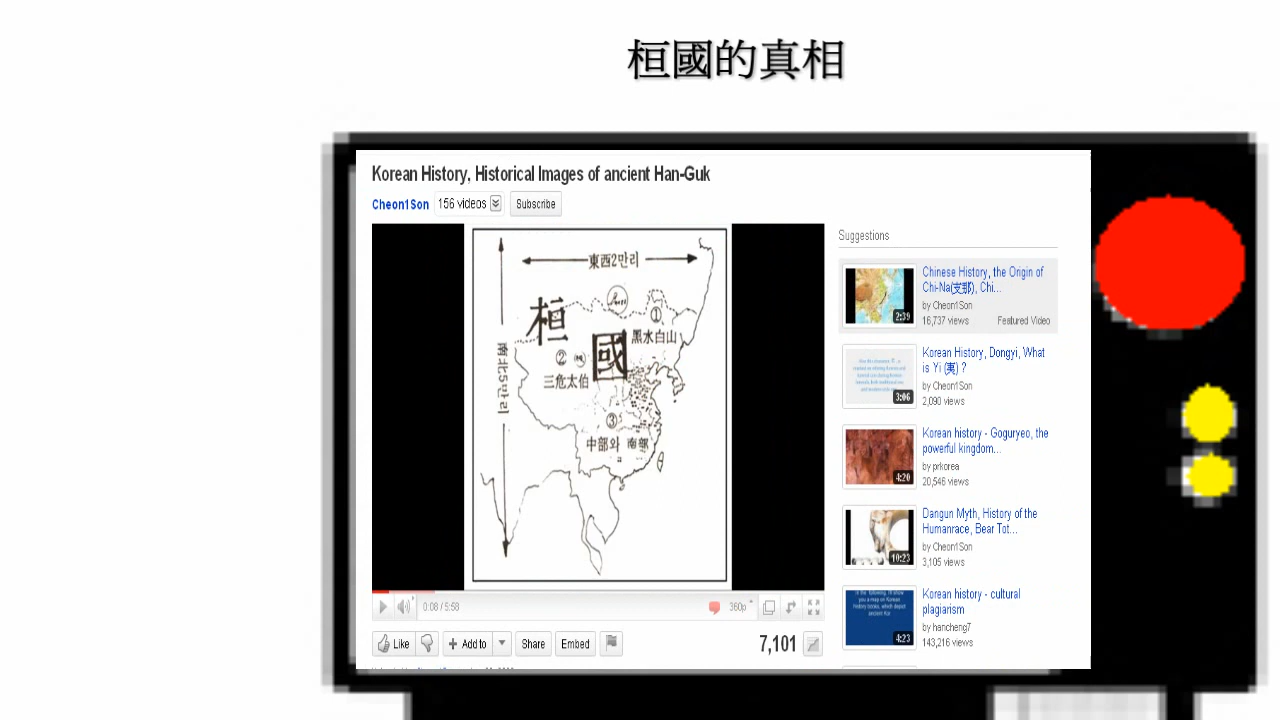 桓國的真相
Korean History, Historical Images of ancient Han-Guk
Cheon1Son 156 videos Subscribe
東西2만리
南北5만리
桓國
①
黑水白山
②
三危太伯
③
中部와 南部
0:08 / 5:58
360p
Like
Add to
Share
Embed
7,101
Suggestions
Chinese History, the Origin of
Chi-Na(支那), Chi...
by Cheon1Son
16,737 views Featured Video
2:39
Korean History, Dongyi, What
is Yi (夷) ?
by Cheon1Son
2,090 views
3:06
Korean history - Goguryeo, the
powerful kingdom...
by prkorea
20,546 views
4:20
Dangun Myth, History of the
Humanrace, Bear Tot...
by Cheon1Son
3,105 views
10:23
Korean history - cultural
plagiarism
by hancheng7
143,216 views
4:23